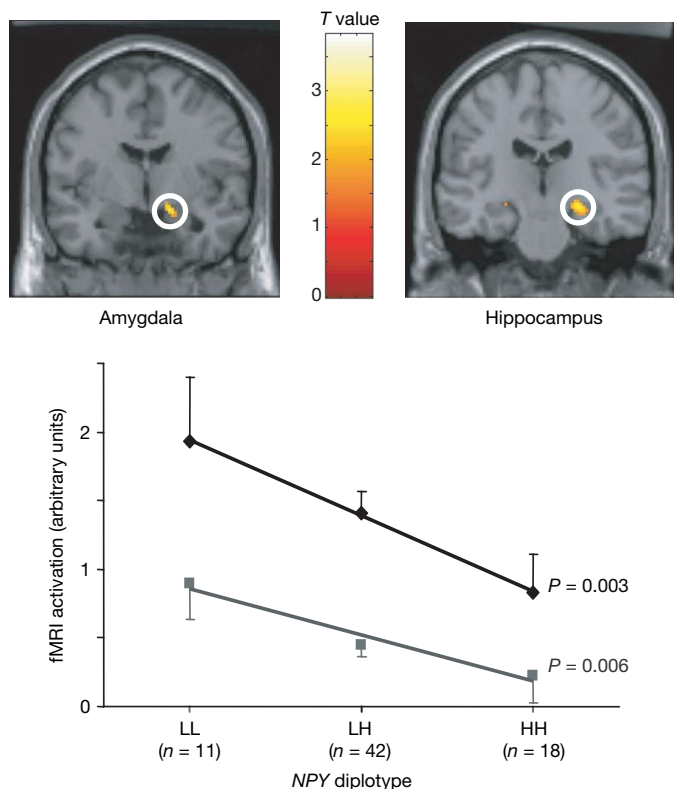 T value
3
2
1
0
Amygdala
Hippocampus
fMRI activation (arbitrary units)
2
1
0
P = 0.003
P = 0.006
LL
(n = 11)
LH
(n = 42)
HH
(n = 18)
NPY diplotype